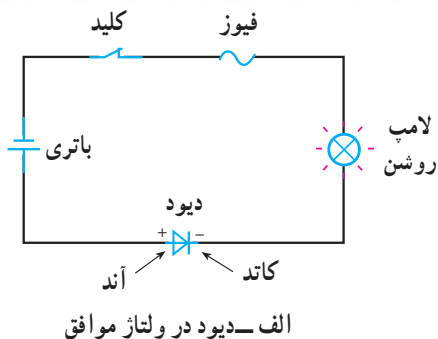 کلید
فیوز
باتری
لامپ
روشن
دیود
+ −
آند
کاتد
الف ــ دیود در ولتاژ موافق